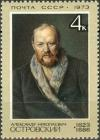 ПОЧТА СССР • 1973
4к
АЛЕКСАНДР НИКОЛАЕВИЧ
ОСТРОВСКИЙ
1823
1886